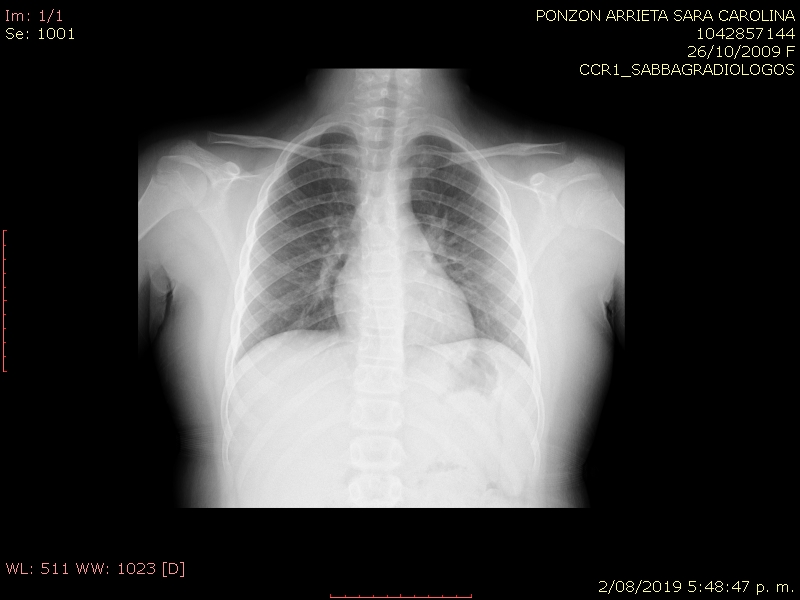 Im: 1/1
Se: 1001
PONZON ARRIETA SARA CAROLINA
1042857144
26/10/2009 F
CCR1_SABBAGRADIOLOGOS
WL: 511 WW: 1023 [D]
2/08/2019 5:48:47 p. m.